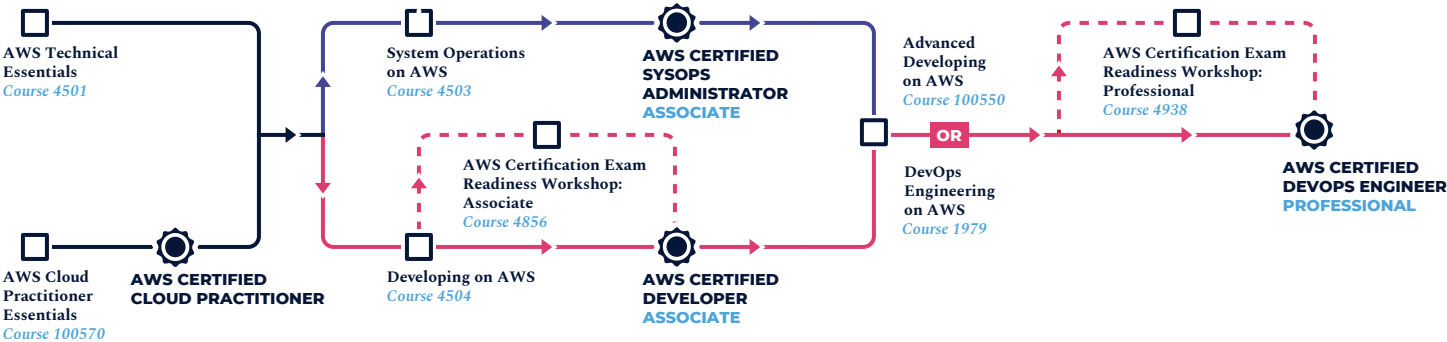 AWS Technical
Essentials
Course 4501
AWS Cloud
Practitioner
Essentials
Course 100570
AWS CERTIFIED
CLOUD PRACTITIONER
System Operations
on AWS
Course 4503
AWS CERTIFIED
SYSOPS
ADMINISTRATOR
ASSOCIATE
AWS Certification Exam
Readiness Workshop:
Associate
Course 4856
Developing on AWS
Course 4504
AWS CERTIFIED
DEVELOPER
ASSOCIATE
Advanced
Developing
on AWS
Course 100550
OR
DevOps
Engineering
on AWS
Course 1979
AWS Certification Exam
Readiness Workshop:
Professional
Course 4938
AWS CERTIFIED
DEVOPS ENGINEER
PROFESSIONAL